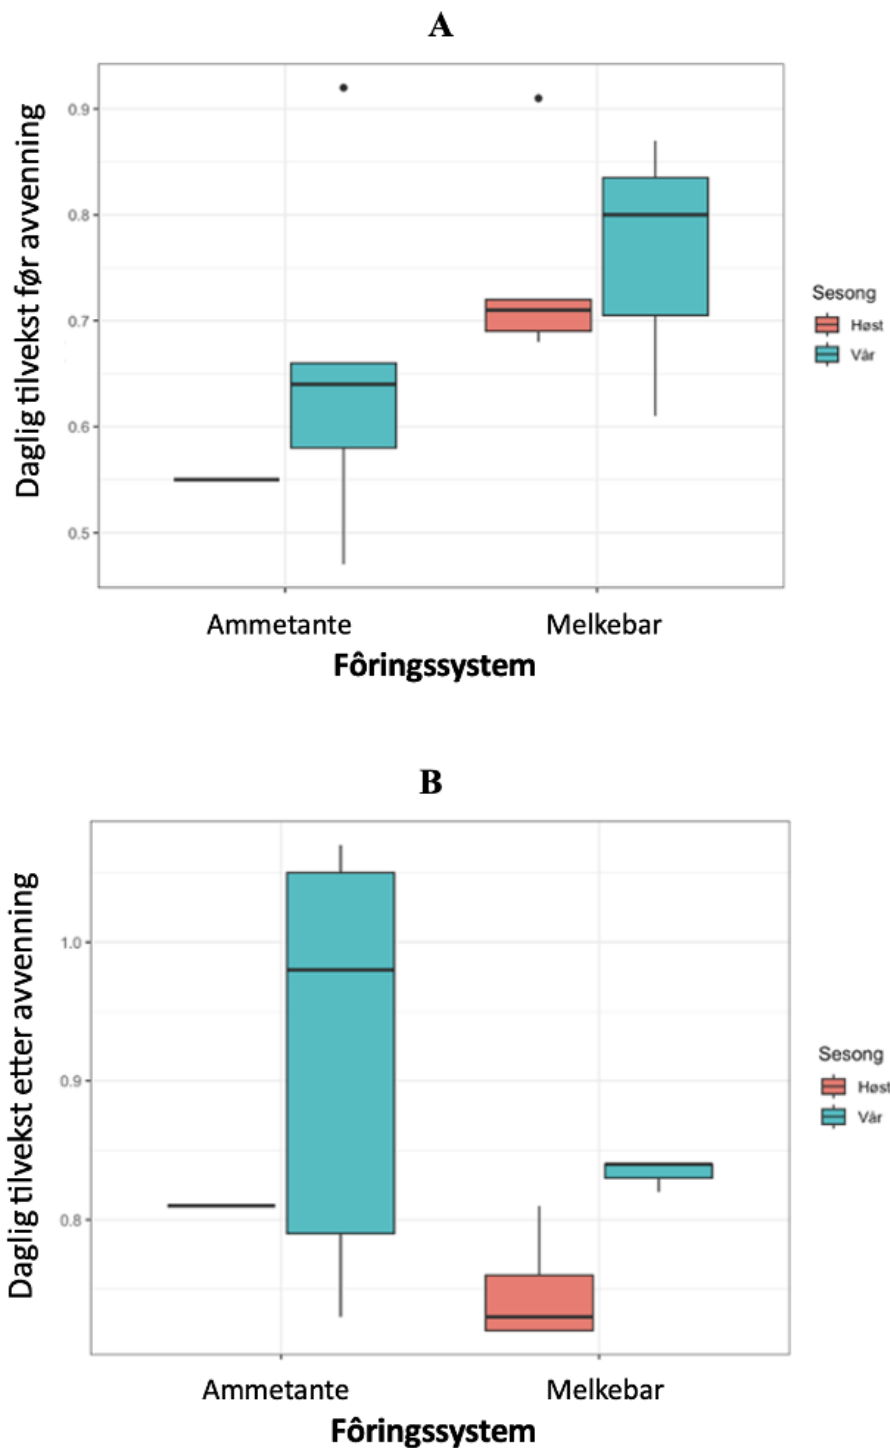 A
Daglig tilvekst før avvenning
0.9
0.8
0.7
0.6
0.5
Ammetante
Melkebar
Fôringssystem
Sesong
Høst
Vår
B
Daglig tilvekst etter avvenning
1.0
0.9
0.8
Ammetante
Melkebar
Fôringssystem
Sesong
Høst
Vår